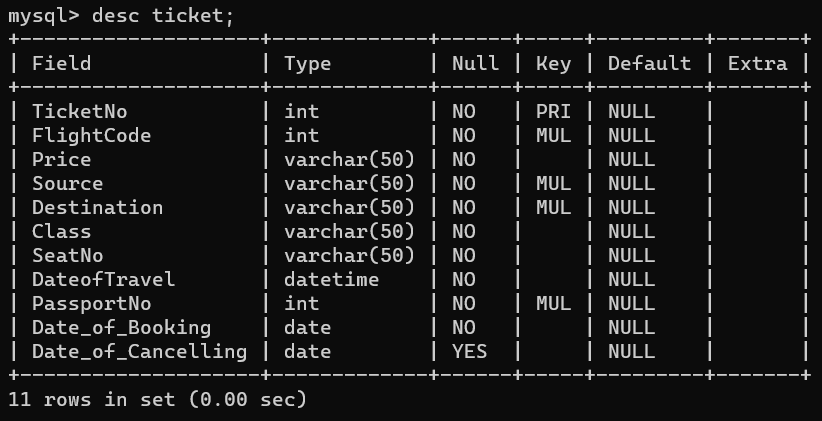 mysql> desc ticket;
+--------------------+-------------+------+-----+---------+-------+
| Field              | Type        | Null | Key | Default | Extra |
+--------------------+-------------+------+-----+---------+-------+
| TicketNo           | int         | NO   | PRI | NULL    |       |
| FlightCode         | int         | NO   | MUL | NULL    |       |
| Price              | varchar(50) | NO   |     | NULL    |       |
| Source             | varchar(50) | NO   | MUL | NULL    |       |
| Destination        | varchar(50) | NO   | MUL | NULL    |       |
| Class              | varchar(50) | NO   |     | NULL    |       |
| SeatNo             | varchar(50) | NO   |     | NULL    |       |
| DateofTravel       | datetime    | NO   |     | NULL    |       |
| PassportNo         | int         | NO   | MUL | NULL    |       |
| Date_of_Booking    | date        | NO   |     | NULL    |       |
| Date_of_Cancelling | date        | YES  |     | NULL    |       |
+--------------------+-------------+------+-----+---------+-------+
11 rows in set (0.00 sec)